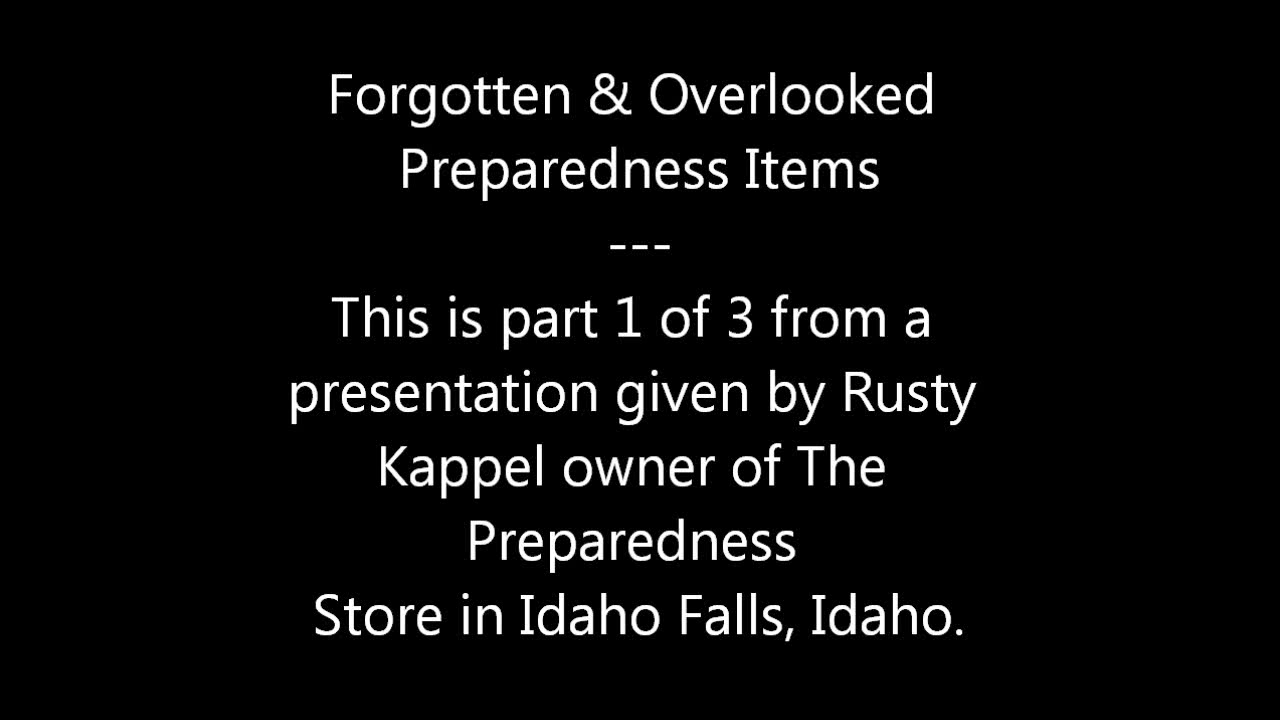 Forgotten & Overlooked
Preparedness Items
---
This is part 1 of 3 from a
presentation given by Rusty
Kappel owner of The
Preparedness
Store in Idaho Falls, Idaho.